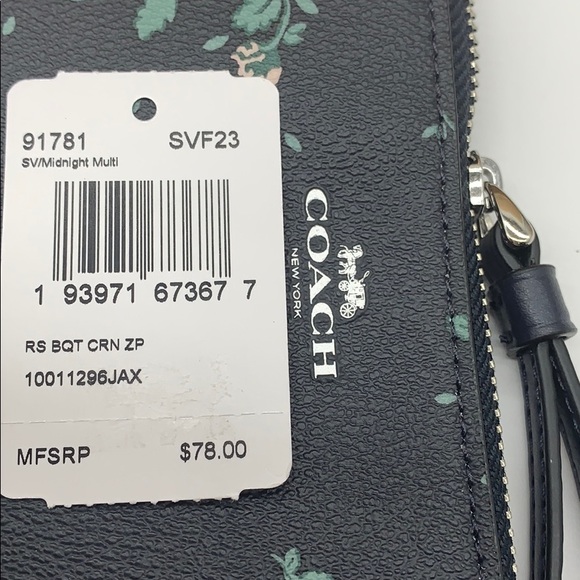 91781 SVF23
SV/Midnight Multi
1 93971 67367 7
RS BQT CRN ZP
10011296JAX
MFSRP $78.00
COACH
NEW YORK